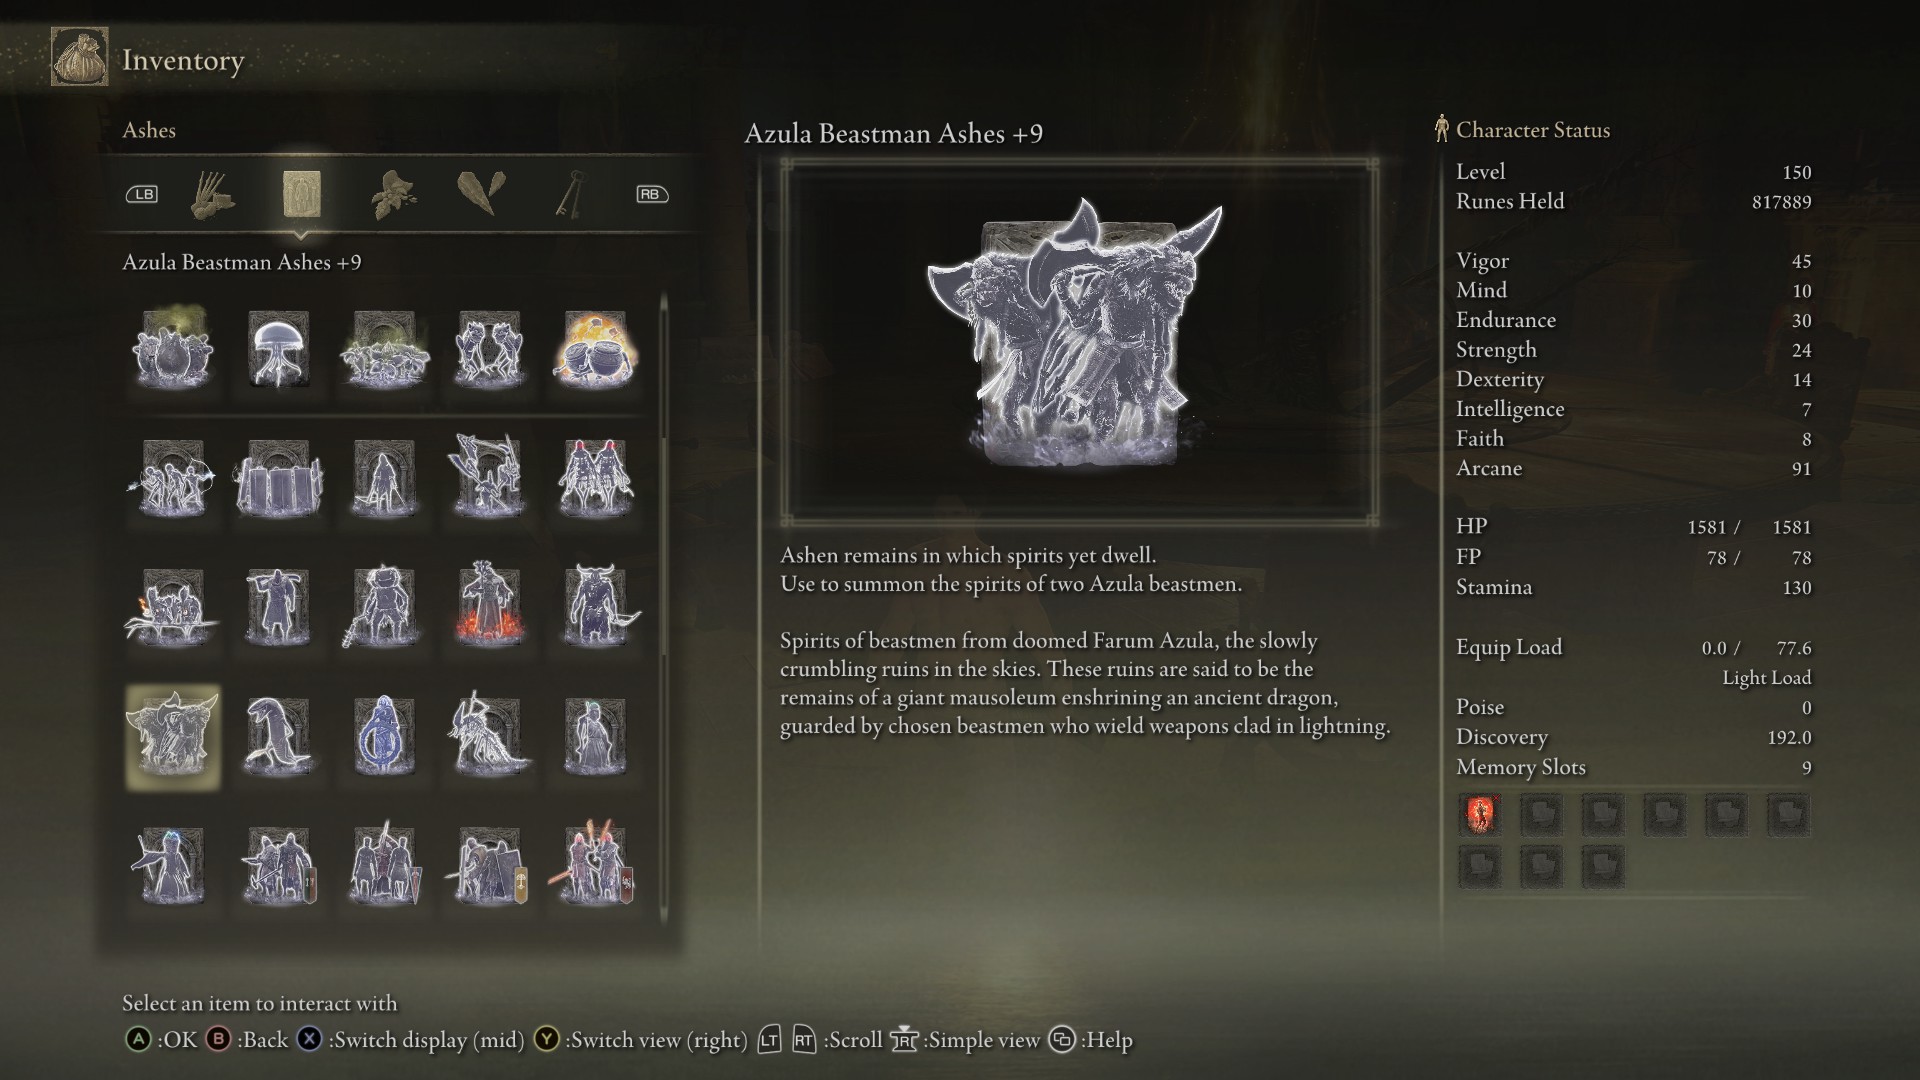 Inventory
Ashes
LB
RB
Azula Beastman Ashes +9
Azula Beastman Ashes +9
Ashen remains in which spirits yet dwell.
Use to summon the spirits of two Azula beastmen.
Spirits of beastmen from doomed Farum Azula, the slowly
crumbling ruins in the skies. These ruins are said to be the
remains of a giant mausoleum enshrining an ancient dragon,
guarded by chosen beastmen who wield weapons clad in lightning.
Character Status
Level 150
Runes Held 817889
Vigor 45
Mind 10
Endurance 30
Strength 24
Dexterity 14
Intelligence 7
Faith 8
Arcane 91
HP 1581 / 1581
FP 78 / 78
Stamina 130
Equip Load 0.0 / 77.6
Light Load
Poise 0
Discovery 192.0
Memory Slots 9
Select an item to interact with
A :OK B :Back X :Switch display (mid) Y :Switch view (right) LT RT :Scroll R :Simple view :Help